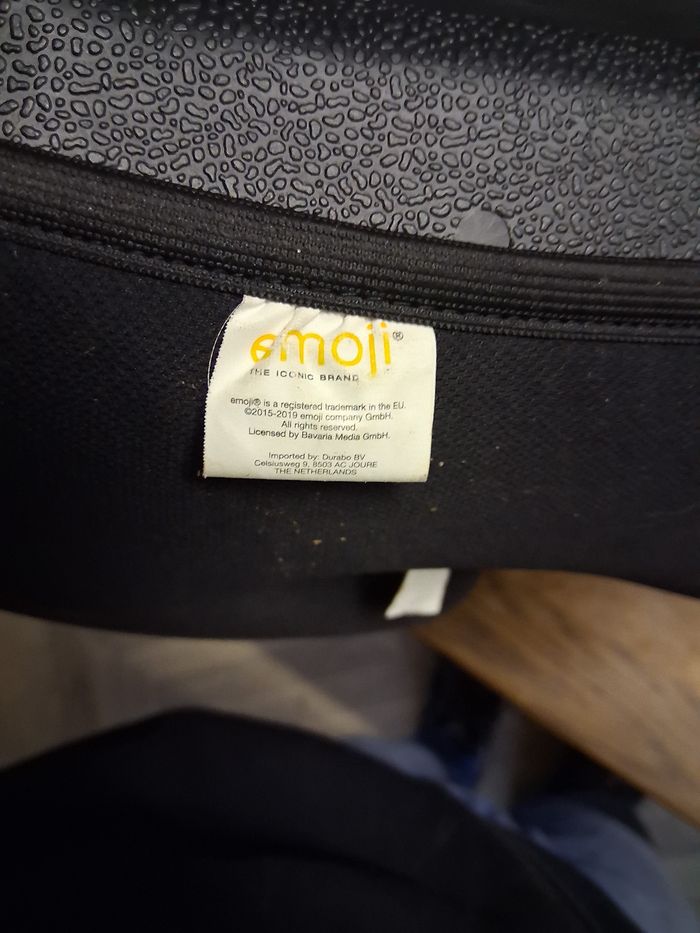 emoji®
THE ICONIC BRAND
emoji® is a registered trademark in the EU.
©2015-2019 emoji company GmbH.
All rights reserved.
Licensed by Bavaria Media GmbH.
Imported by: Durabo BV
Celsiusweg 9, 8503 AC JOURE
THE NETHERLANDS